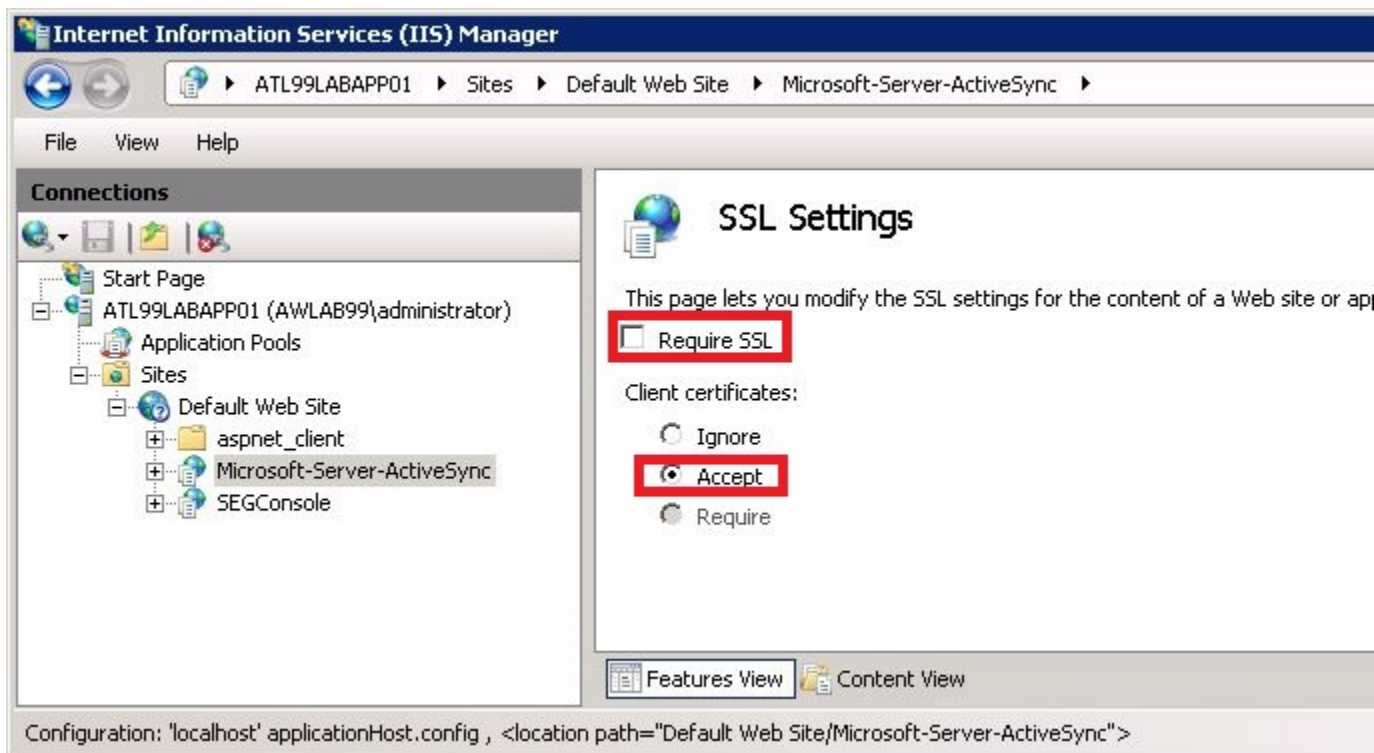 Internet Information Services (IIS) Manager
ATL99LABAPP01 Sites Default Web Site Microsoft-Server-ActiveSync
File View Help
Connections
Start Page
ATL99LABAPP01 (AWLAB99\administrator)
Application Pools
Sites
Default Web Site
aspnet_client
Microsoft-Server-ActiveSync
SEGConsole
SSL Settings
This page lets you modify the SSL settings for the content of a Web site or app
Require SSL
Client certificates:
Ignore
Accept
Require
Features View Content View
Configuration: 'localhost' applicationHost.config , <location path="Default Web Site/Microsoft-Server-ActiveSync">